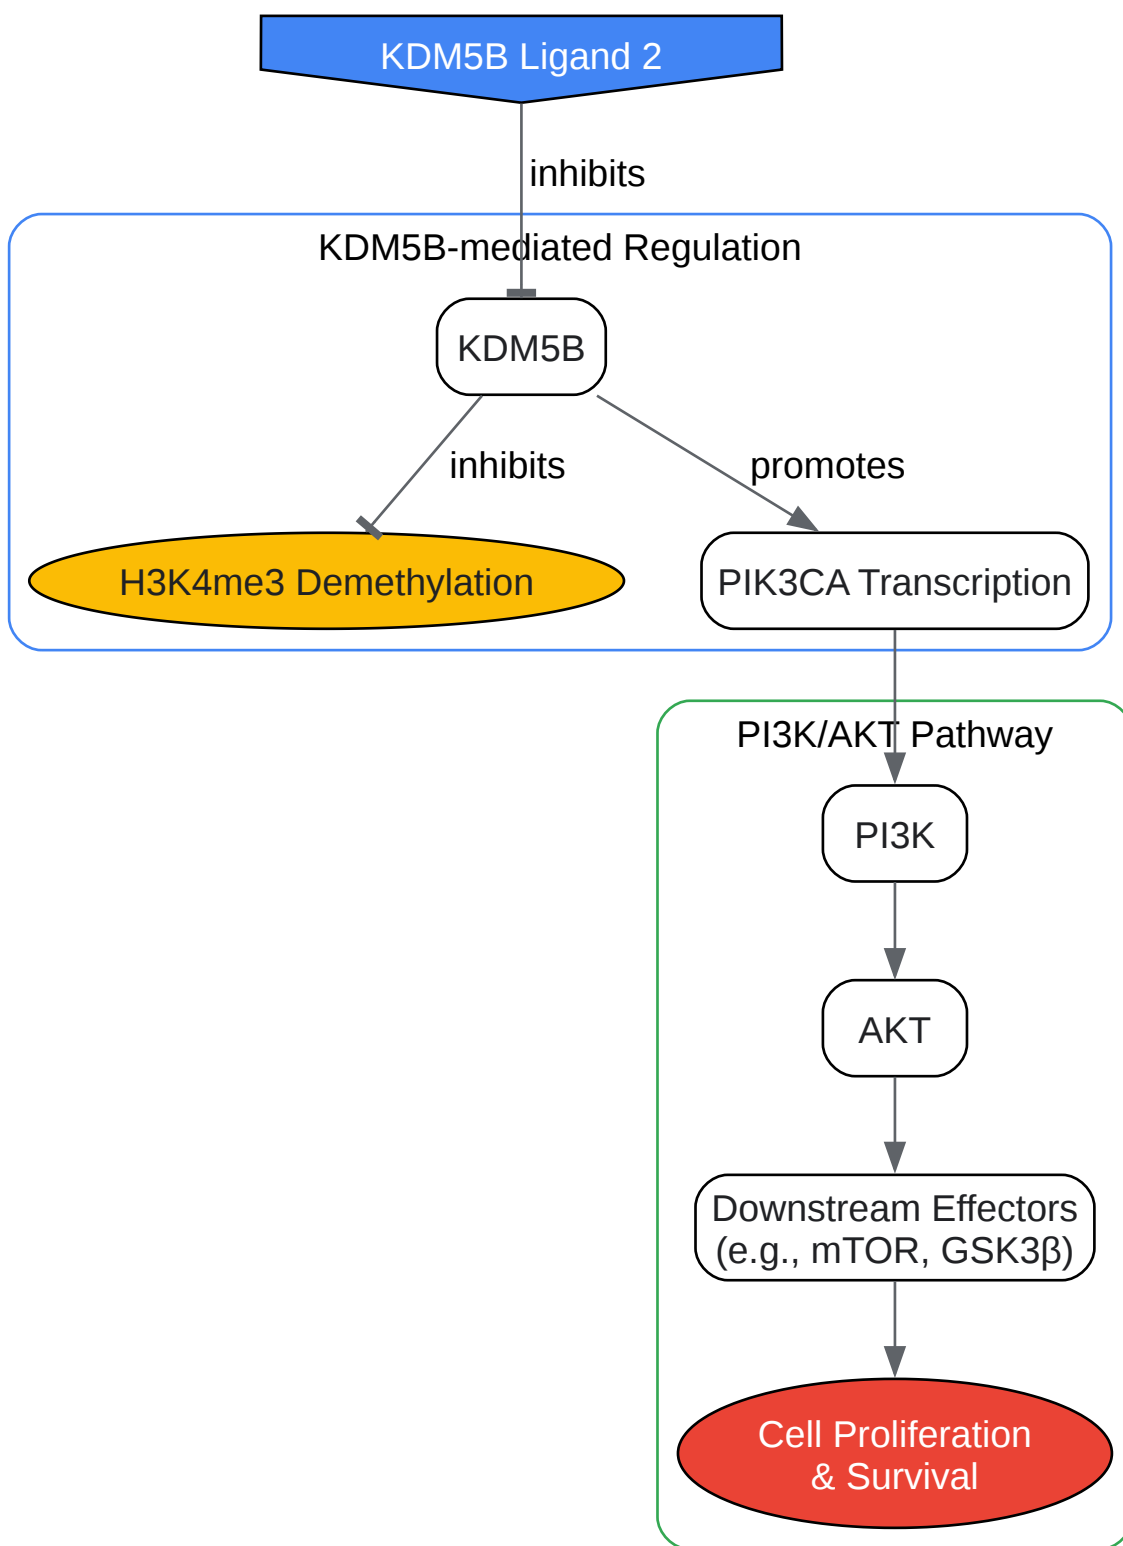 KDM5B Ligand 2
inhibits
KDM5B-mediated Regulation
KDM5B
inhibits
promotes
H3K4me3 Demethylation
PIK3CA Transcription
PI3K/AKT Pathway
PI3K
AKT
Downstream Effectors
(e.g., mTOR, GSK3β)
Cell Proliferation
& Survival